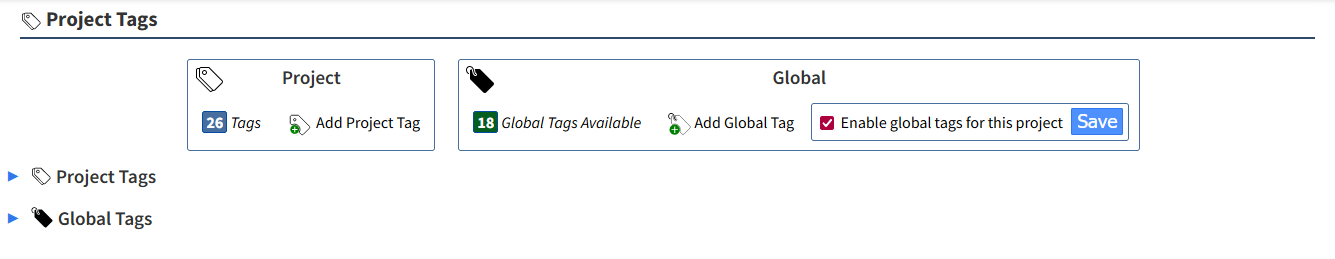 Project Tags
Project
26 Tags Add Project Tag
Global
18 Global Tags Available Add Global Tag Enable global tags for this project Save
Project Tags
Global Tags